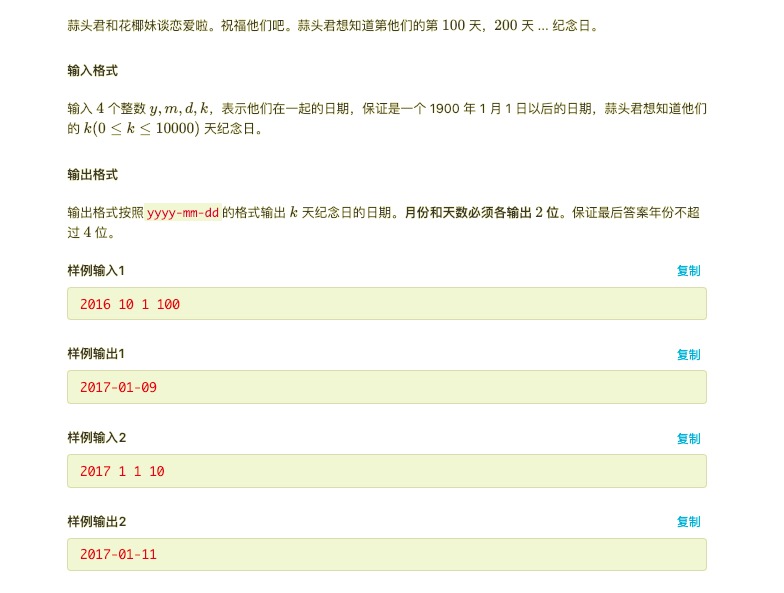 蒜头君和花椰妹谈恋爱啦。祝福他们吧。蒜头君想知道第他们的第 100 天，200 天 ... 纪念日。
输入格式
输入 4 个整数 y, m, d, k，表示他们在一起的日期，保证是一个 1900 年 1 月 1 日以后的日期，蒜头君想知道他们
的 k(0 ≤ k ≤ 10000) 天纪念日。
输出格式
输出格式按照 yyyy-mm-dd 的格式输出 k 天纪念日的日期。月份和天数必须各输出 2 位。保证最后答案年份不超
过 4 位。
样例输入1 复制
2016 10 1 100
样例输出1 复制
2017-01-09
样例输入2 复制
2017 1 1 10
样例输出2 复制
2017-01-11